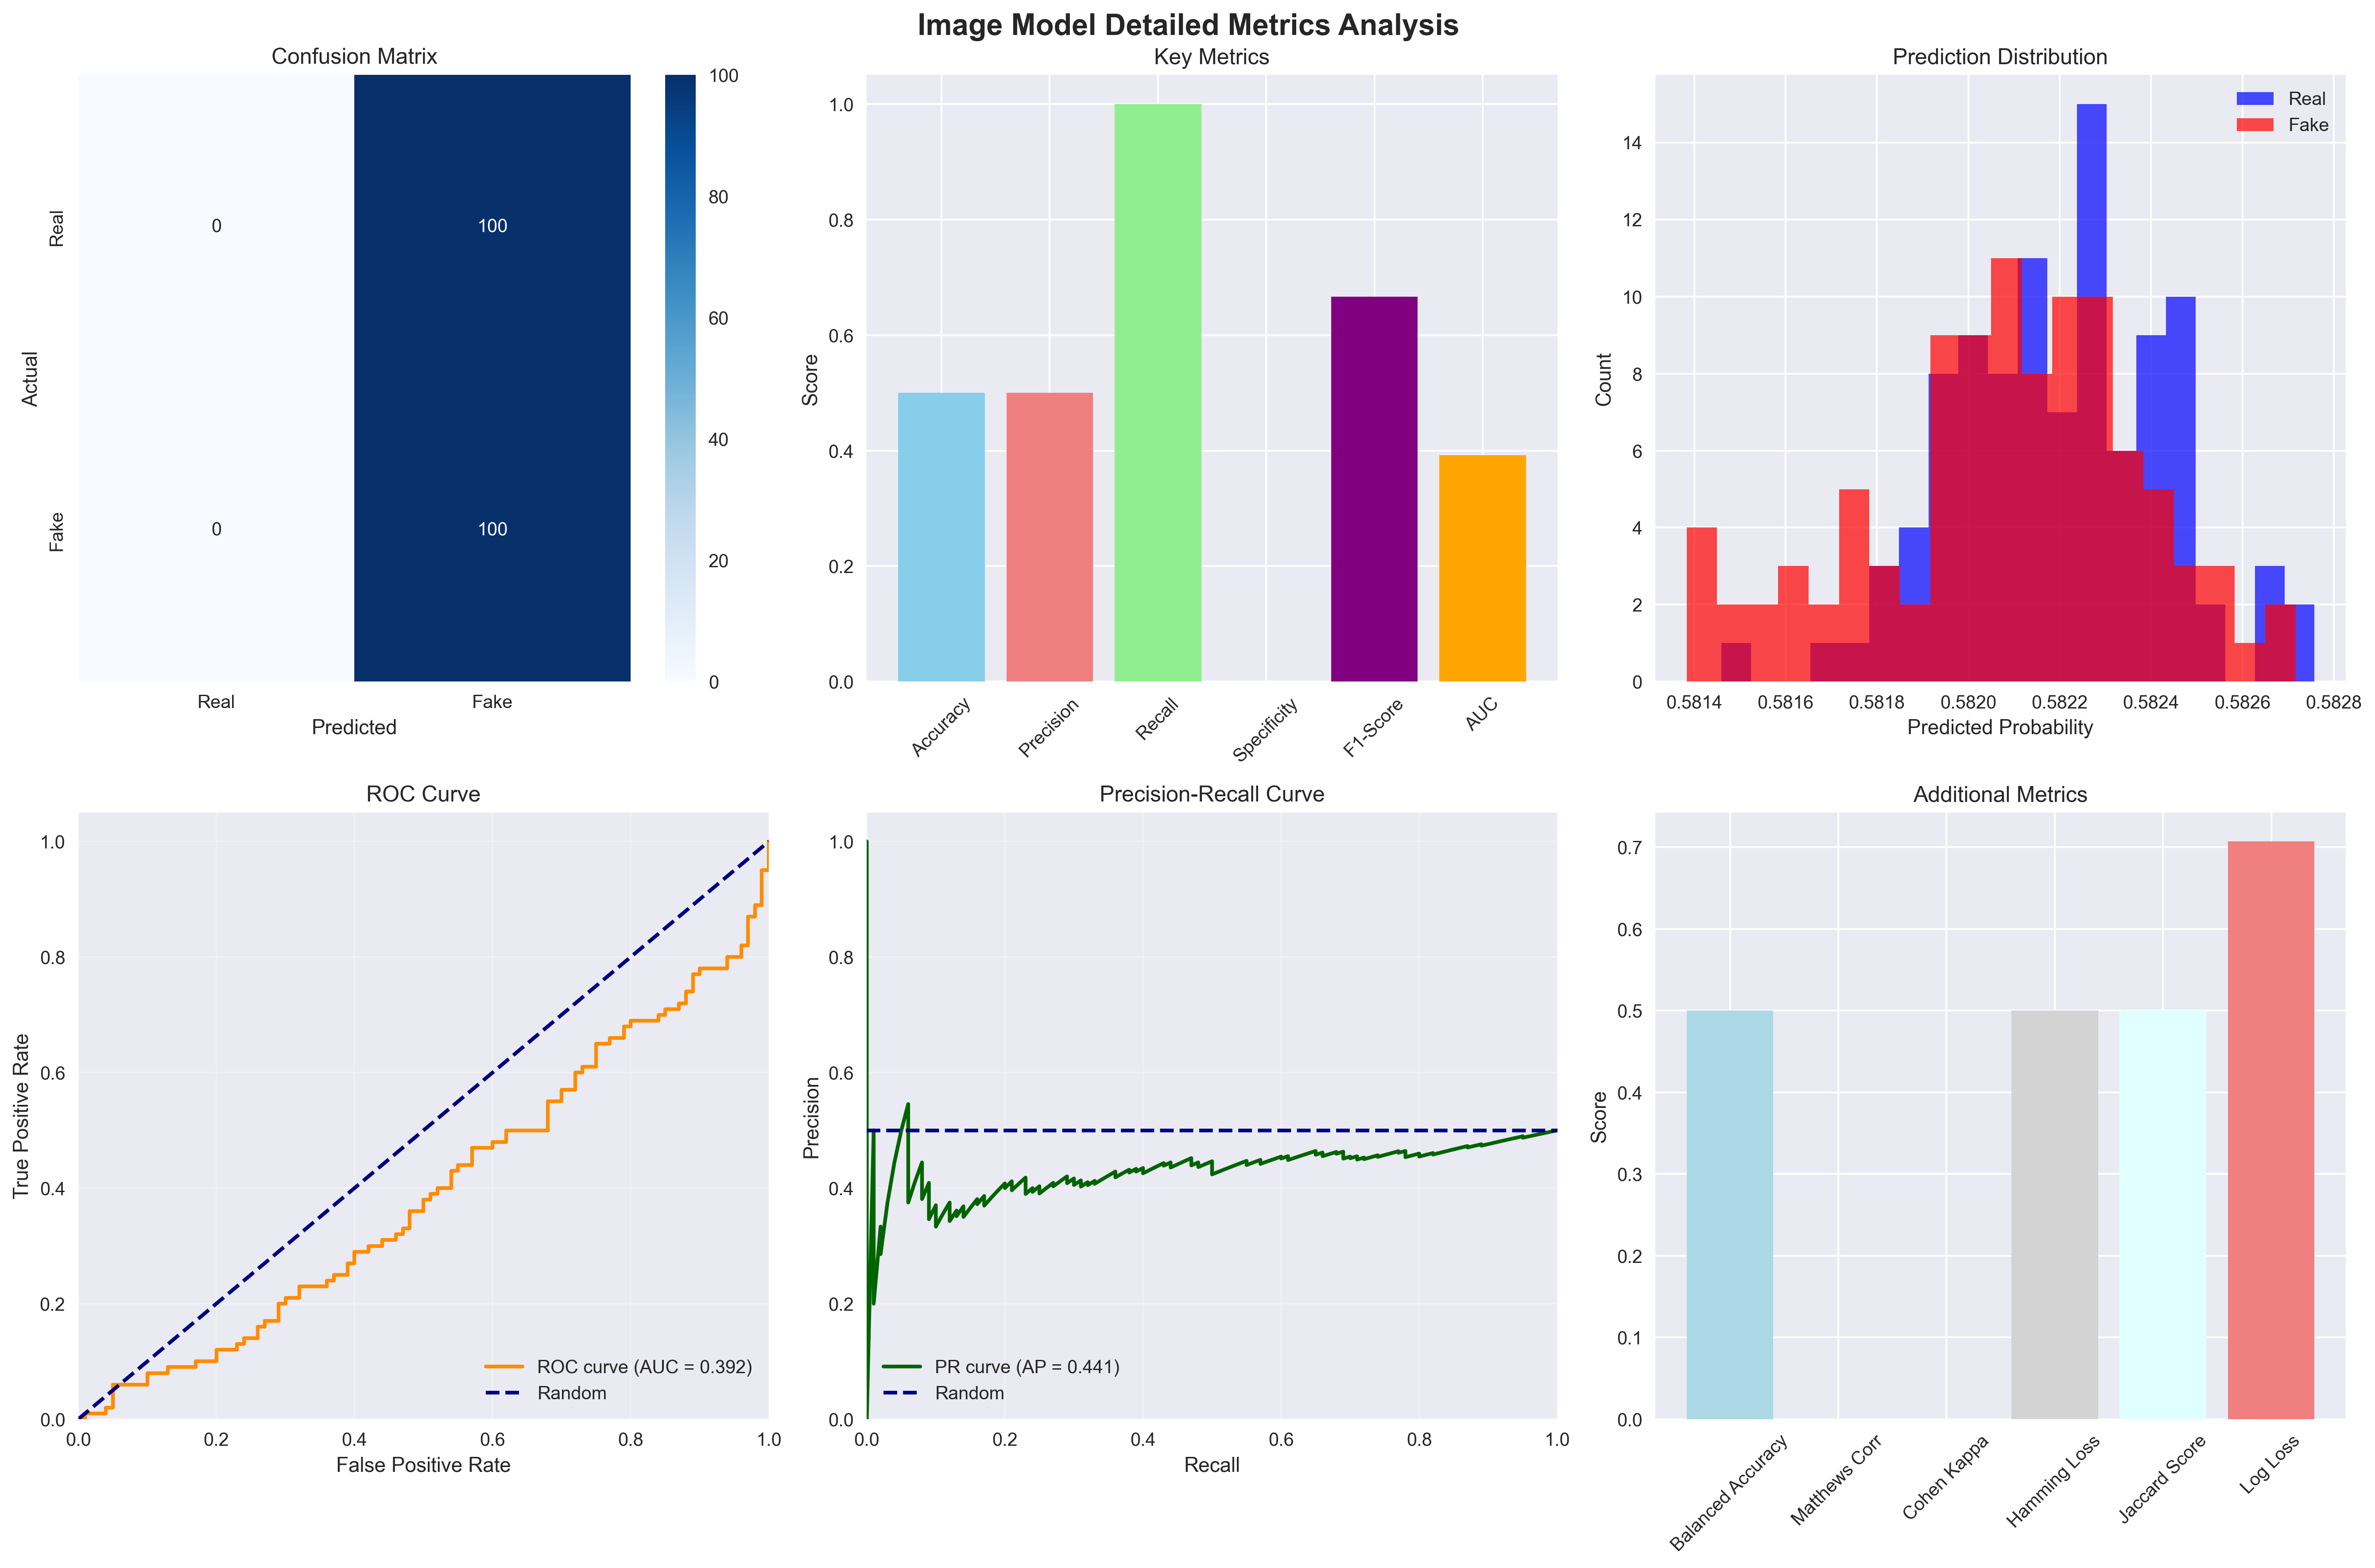 Image Model Detailed Metrics Analysis
Confusion Matrix
100
80
60
40
20
0
Actual
Real
Fake
0
100
0
100
Real
Fake
Predicted
Key Metrics
Score
1.0
0.8
0.6
0.4
0.2
0.0
Accuracy
Precision
Recall
Specificity
F1-Score
AUC
Prediction Distribution
Real
Fake
Count
14
12
10
8
6
4
2
0
0.5814
0.5816
0.5818
0.5820
0.5822
0.5824
0.5826
0.5828
Predicted Probability
ROC Curve
True Positive Rate
1.0
0.8
0.6
0.4
0.2
0.0
ROC curve (AUC = 0.392)
Random
0.0
0.2
0.4
0.6
0.8
1.0
False Positive Rate
Precision-Recall Curve
Precision
1.0
0.8
0.6
0.4
0.2
0.0
PR curve (AP = 0.441)
Random
0.0
0.2
0.4
0.6
0.8
1.0
Recall
Additional Metrics
Score
0.7
0.6
0.5
0.4
0.3
0.2
0.1
0.0
Balanced Accuracy
Matthews Corr
Cohen Kappa
Hamming Loss
Jaccard Score
Log Loss